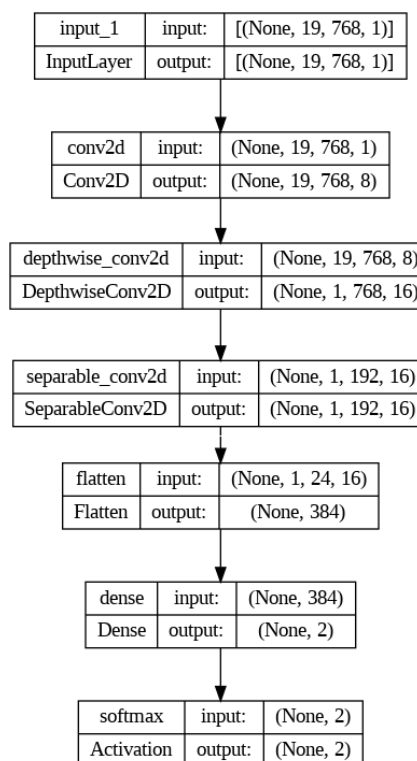 input_1 input: [(None, 19, 768, 1)]
InputLayer output: [(None, 19, 768, 1)]
conv2d input: (None, 19, 768, 1)
Conv2D output: (None, 19, 768, 8)
depthwise_conv2d input: (None, 19, 768, 8)
DepthwiseConv2D output: (None, 1, 768, 16)
separable_conv2d input: (None, 1, 192, 16)
SeparableConv2D output: (None, 1, 192, 16)
flatten input: (None, 1, 24, 16)
Flatten output: (None, 384)
dense input: (None, 384)
Dense output: (None, 2)
softmax input: (None, 2)
Activation output: (None, 2)